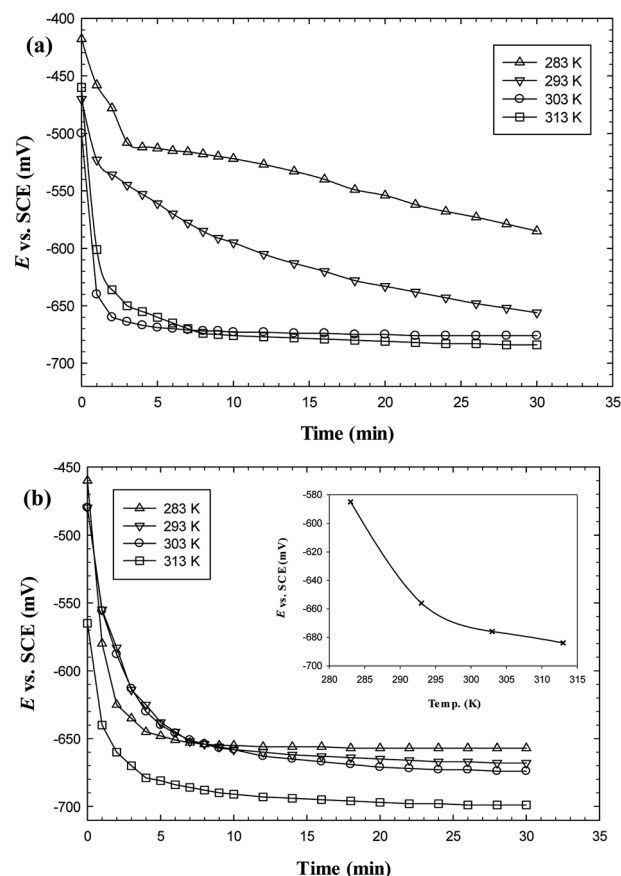 (a)
E vs. SCE (mV)
-400
-450
-500
-550
-600
-650
-700
283 K
293 K
303 K
313 K
0 5 10 15 20 25 30 35
Time (min)
(b)
E vs. SCE (mV)
-450
-500
-550
-600
-650
-700
283 K
293 K
303 K
313 K
E vs. SCE (mV)
-580
-600
-620
-640
-660
-680
-700
280 285 290 295 300 305 310 315
Temp. (K)
0 5 10 15 20 25 30 35
Time (min)